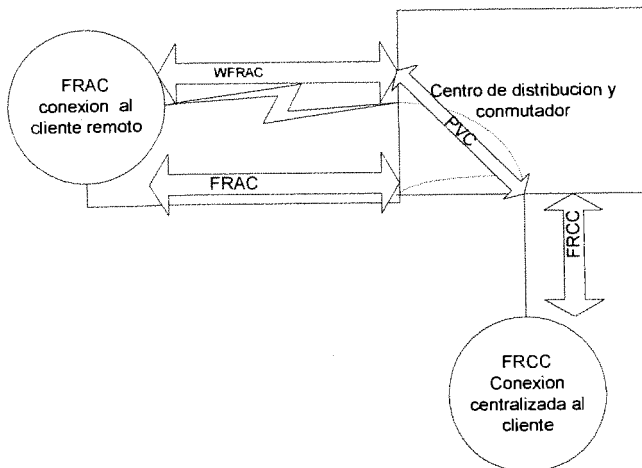 WFRAC
FRAC
conexion al
cliente remoto
Centro de distribucion y
conmutador
PVC
FRAC
FRCC
FRCC
Conexion
centralizada al
cliente